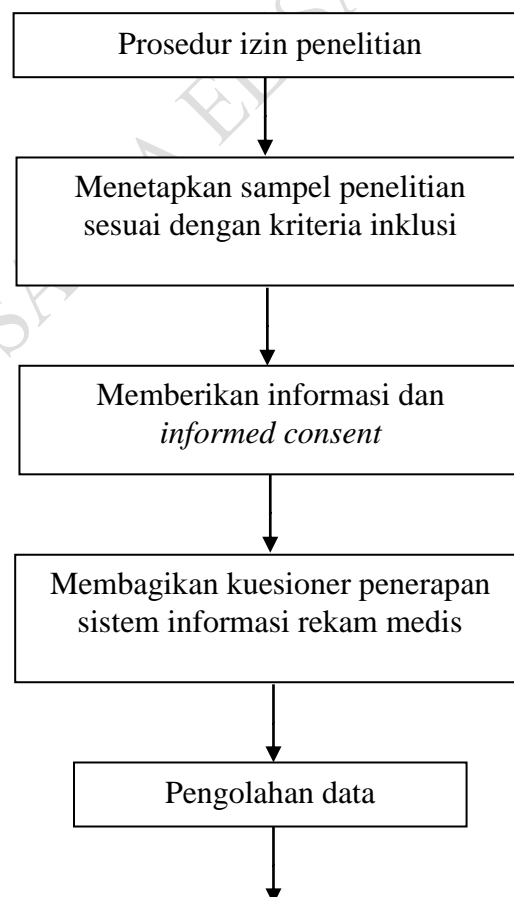 Prosedur izin penelitian
Menetapkan sampel penelitian
sesuai dengan kriteria inklusi
Memberikan informasi dan
informed consent
Membagikan kuesioner penerapan
sistem informasi rekam medis
Pengolahan data